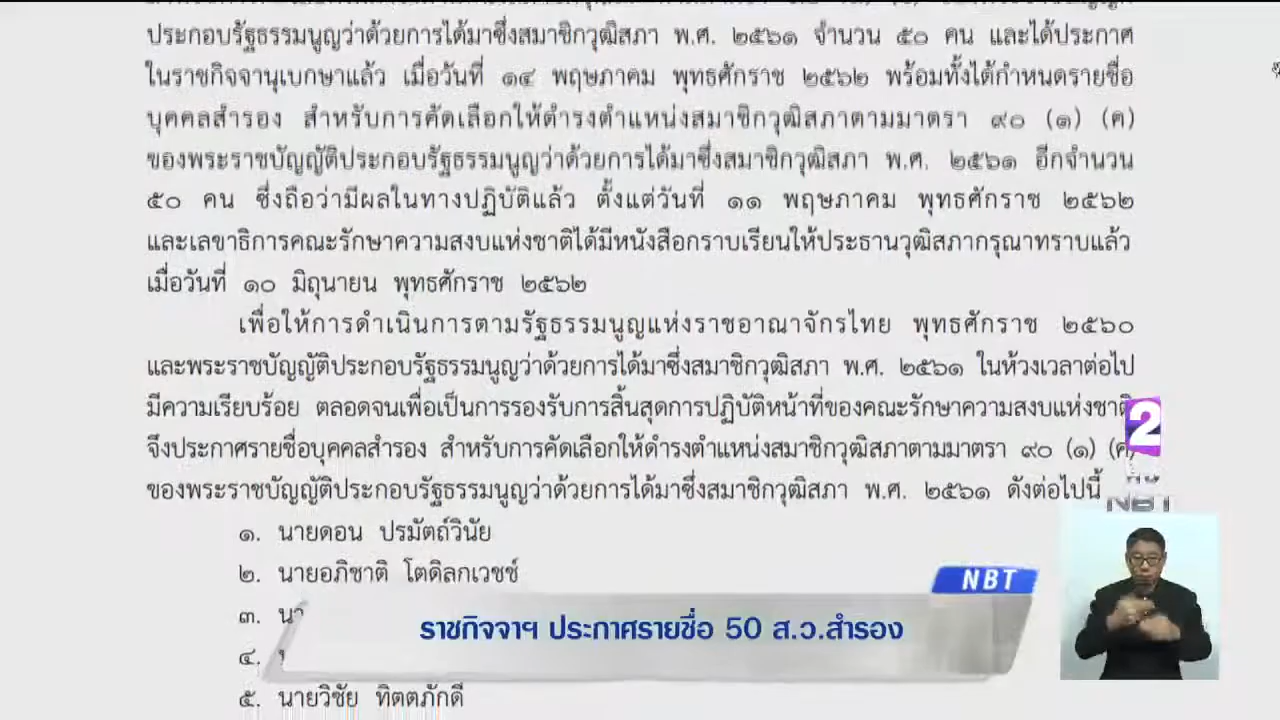 ประกอบรัฐธรรมนูญว่าด้วยการได้มาซึ่งสมาชิกวุฒิสภา พ.ศ. ๒๕๖๑ จำนวน ๕๐ คน และได้ประกาศ
ในราชกิจจานุเบกษาแล้ว เมื่อวันที่ ๑๔ พฤษภาคม พุทธศักราช ๒๕๖๒ พร้อมทั้งได้กำหนดรายชื่อ
บุคคลสำรอง สำหรับการคัดเลือกให้ดำรงตำแหน่งสมาชิกวุฒิสภาตามมาตรา ๙๐ (๑) (ค)
ของพระราชบัญญัติประกอบรัฐธรรมนูญว่าด้วยการได้มาซึ่งสมาชิกวุฒิสภา พ.ศ. ๒๕๖๑ อีกจำนวน
๕๐ คน ซึ่งถือว่ามีผลในทางปฏิบัติแล้ว ตั้งแต่วันที่ ๑๑ พฤษภาคม พุทธศักราช ๒๕๖๒
และเลขาธิการคณะรักษาความสงบแห่งชาติได้มีหนังสือกราบเรียนให้ประธานวุฒิสภากรุณาทราบแล้ว
เมื่อวันที่ ๑๐ มิถุนายน พุทธศักราช ๒๕๖๒
เพื่อให้การดำเนินการตามรัฐธรรมนูญแห่งราชอาณาจักรไทย พุทธศักราช ๒๕๖๐
และพระราชบัญญัติประกอบรัฐธรรมนูญว่าด้วยการได้มาซึ่งสมาชิกวุฒิสภา พ.ศ. ๒๕๖๑ ในห้วงเวลาต่อไป
มีความเรียบร้อย ตลอดจนเพื่อเป็นการรองรับการสิ้นสุดการปฏิบัติหน้าที่ของคณะรักษาความสงบแห่งชาติ
จึงประกาศรายชื่อบุคคลสำรอง สำหรับการคัดเลือกให้ดำรงตำแหน่งสมาชิกวุฒิสภาตามมาตรา ๙๐ (๑) (ค)
ของพระราชบัญญัติประกอบรัฐธรรมนูญว่าด้วยการได้มาซึ่งสมาชิกวุฒิสภา พ.ศ. ๒๕๖๑ ดังต่อไปนี้
๑. นายดอน ปรมัตถ์วินัย
๒. นายอภิชาติ โตดิลกเวชช์
๓.
๔.
๕. นายวิชัย ทิตตภักดี
2
NBT
NBT
ราชกิจจาฯ ประกาศรายชื่อ 50 ส.ว.สำรอง